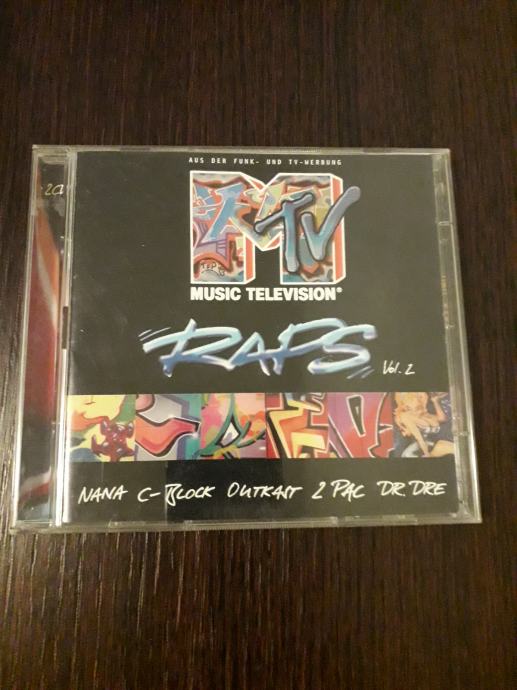 AUS DER FUNK- UND TV-WERBUNG
2CD
MTV
MUSIC TELEVISION®
RAPS
Vol. 2
NANA C-BLOCK OUTKAST 2 PAC DR. DRE